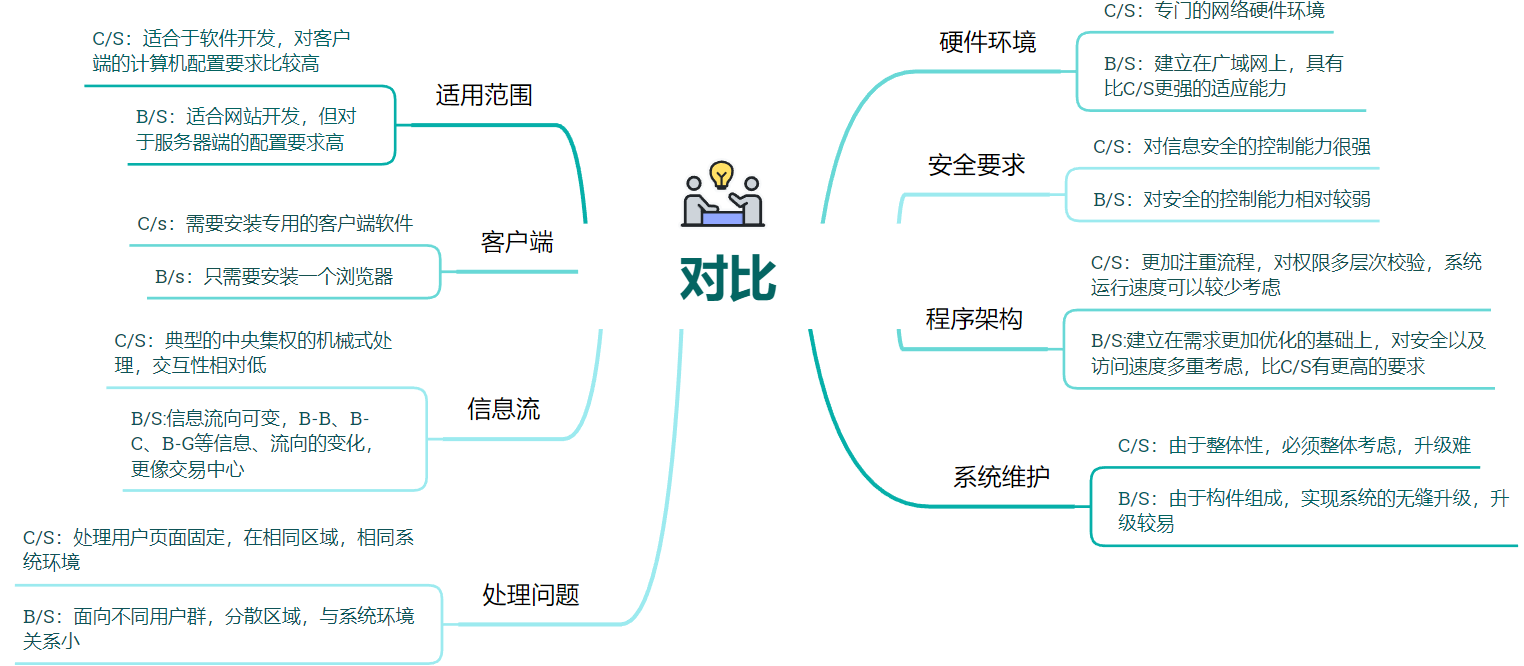 对比
硬件环境
C/S：专门的网络硬件环境
B/S：建立在广域网上，具有
比C/S更强的适应能力
安全要求
C/S：对信息安全的控制能力很强
B/S：对安全的控制能力相对较弱
程序架构
C/S：更加注重流程，对权限多层次校验，系统
运行速度可以较少考虑
B/S:建立在需求更加优化的基础上，对安全以及
访问速度多重考虑，比C/S有更高的要求
系统维护
C/S：由于整体性，必须整体考虑，升级难
B/S：由于构件组成，实现系统的无缝升级，升
级较易
适用范围
C/S：适合于软件开发，对客户
端的计算机配置要求比较高
B/S：适合网站开发，但对
于服务器端的配置要求高
客户端
C/s：需要安装专用的客户端软件
B/s：只需要安装一个浏览器
信息流
C/S：典型的中央集权的机械式处
理，交互性相对低
B/S:信息流向可变，B-B、B-
C、B-G等信息、流向的变化，
更像交易中心
处理问题
C/S：处理用户页面固定，在相同区域，相同系
统环境
B/S：面向不同用户群，分散区域，与系统环境
关系小